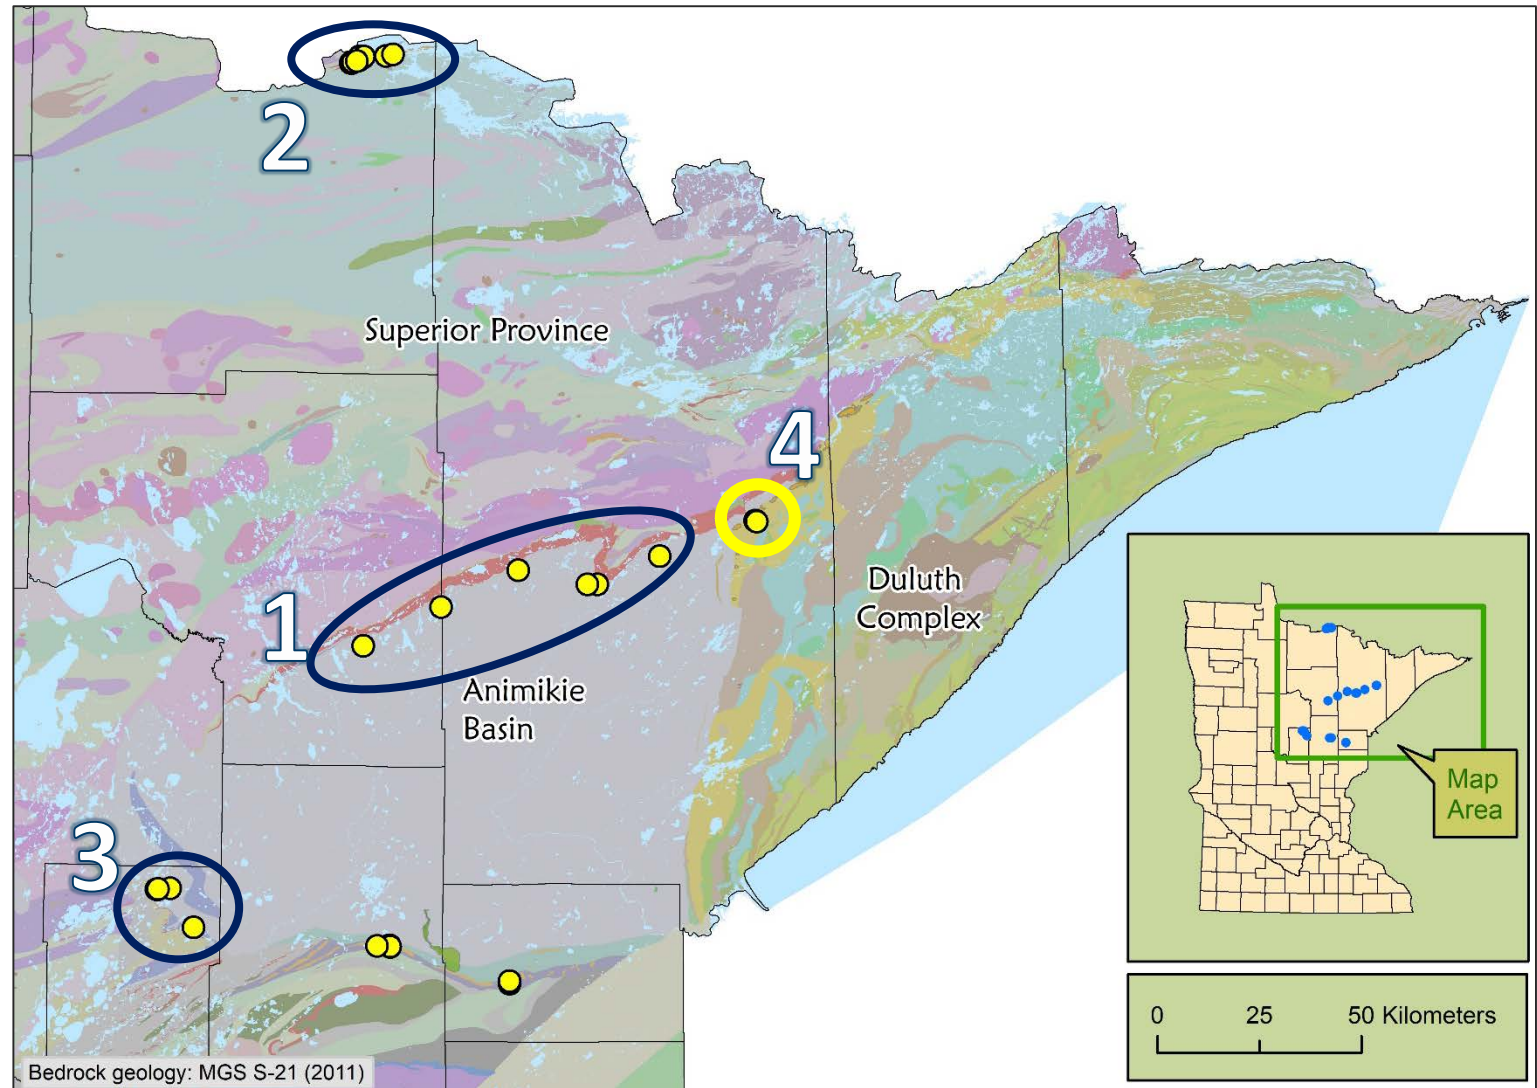 2
Superior Province
4
1
Duluth
Complex
Animikie
Basin
3
Map
Area
0 25 50 Kilometers
Bedrock geology: MGS S-21 (2011)